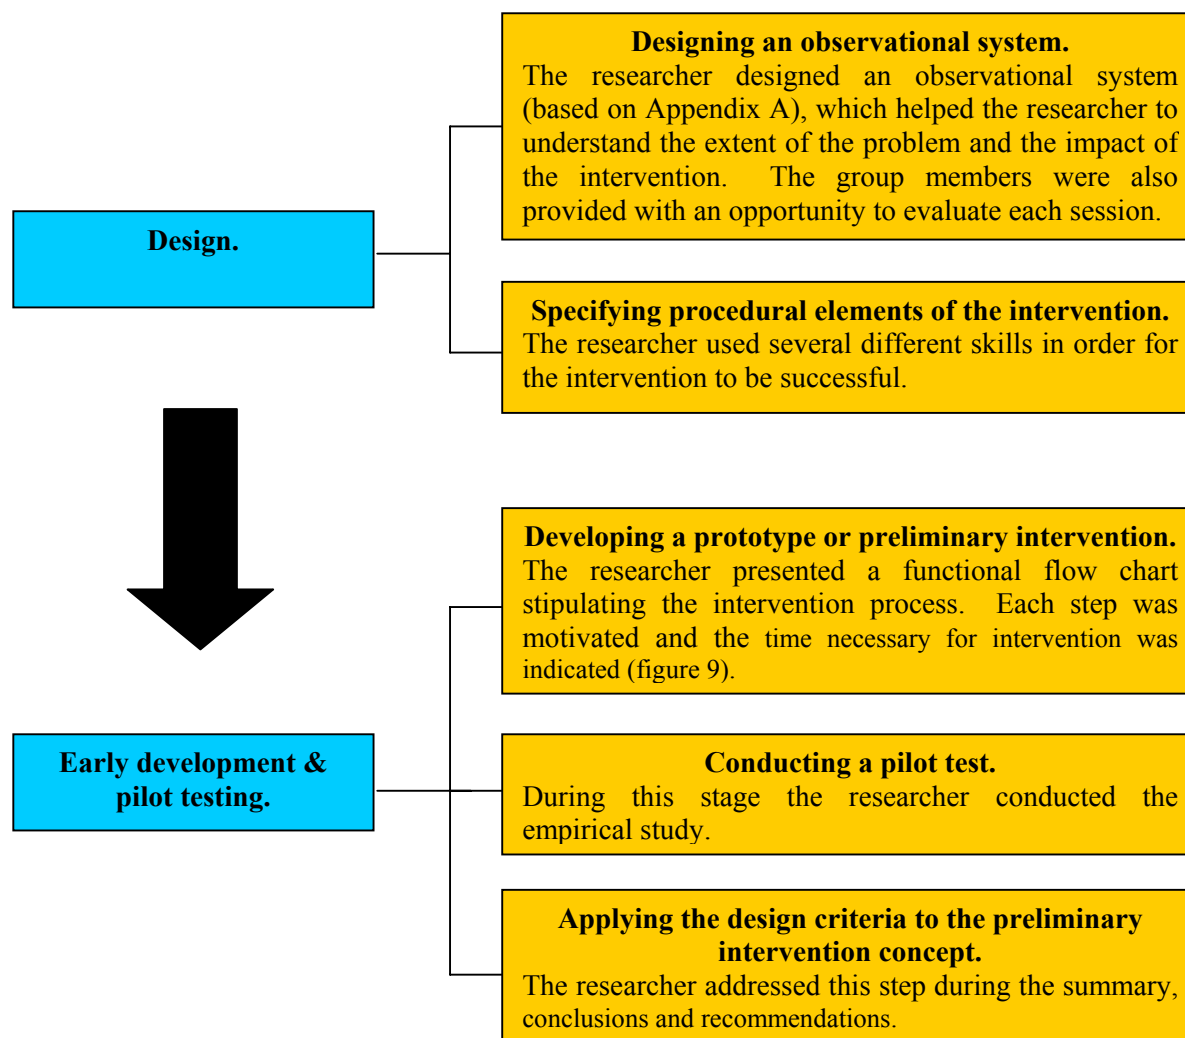 Designing an observational system.
The researcher designed an observational system
(based on Appendix A), which helped the researcher to
understand the extent of the problem and the impact of
the intervention. The group members were also
provided with an opportunity to evaluate each session.
Design.
Specifying procedural elements of the intervention.
The researcher used several different skills in order for
the intervention to be successful.
Developing a prototype or preliminary intervention.
The researcher presented a functional flow chart
stipulating the intervention process. Each step was
motivated and the time necessary for intervention was
indicated (figure 9).
Early development &
pilot testing.
Conducting a pilot test.
During this stage the researcher conducted the
empirical study.
Applying the design criteria to the preliminary
intervention concept.
The researcher addressed this step during the summary,
conclusions and recommendations.